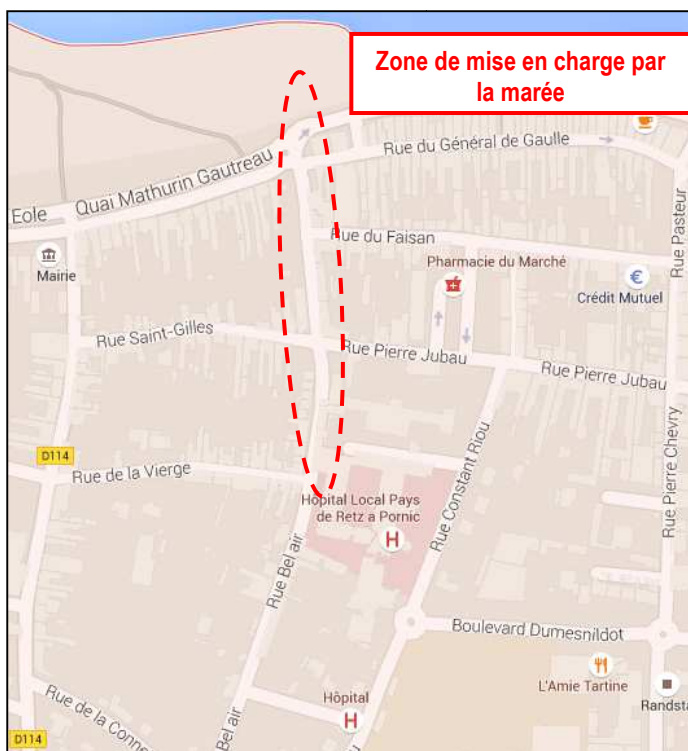 Zone de mise en charge par
la marée
Rue du Général de Gaulle
Quai Mathurin Gautreau
Eole
Rue Pasteur
Rue du Faisan
Mairie
Pharmacie du Marché
Crédit Mutuel
Rue Saint-Gilles
Rue Pierre Jubau
Rue Pierre Jubau
D114
Rue de la Vierge
Rue Constant Riou
Rue Pierre Chevry
Hôpital Local Pays
de Retz a Pornic
H
Rue Bel air
Boulevard Dumesnildot
L'Amie Tartine
Hôpital
H
Randsta
Rue de la Conne
Bel air
D114